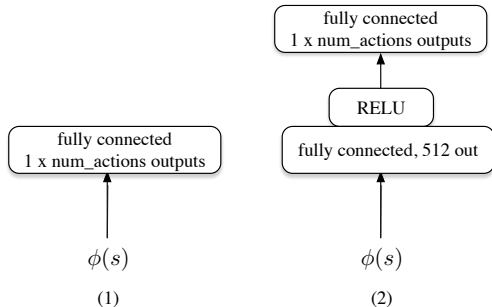 fully connected
1 x num_actions outputs
ϕ(s)
(1)
fully connected
1 x num_actions outputs
RELU
fully connected, 512 out
ϕ(s)
(2)